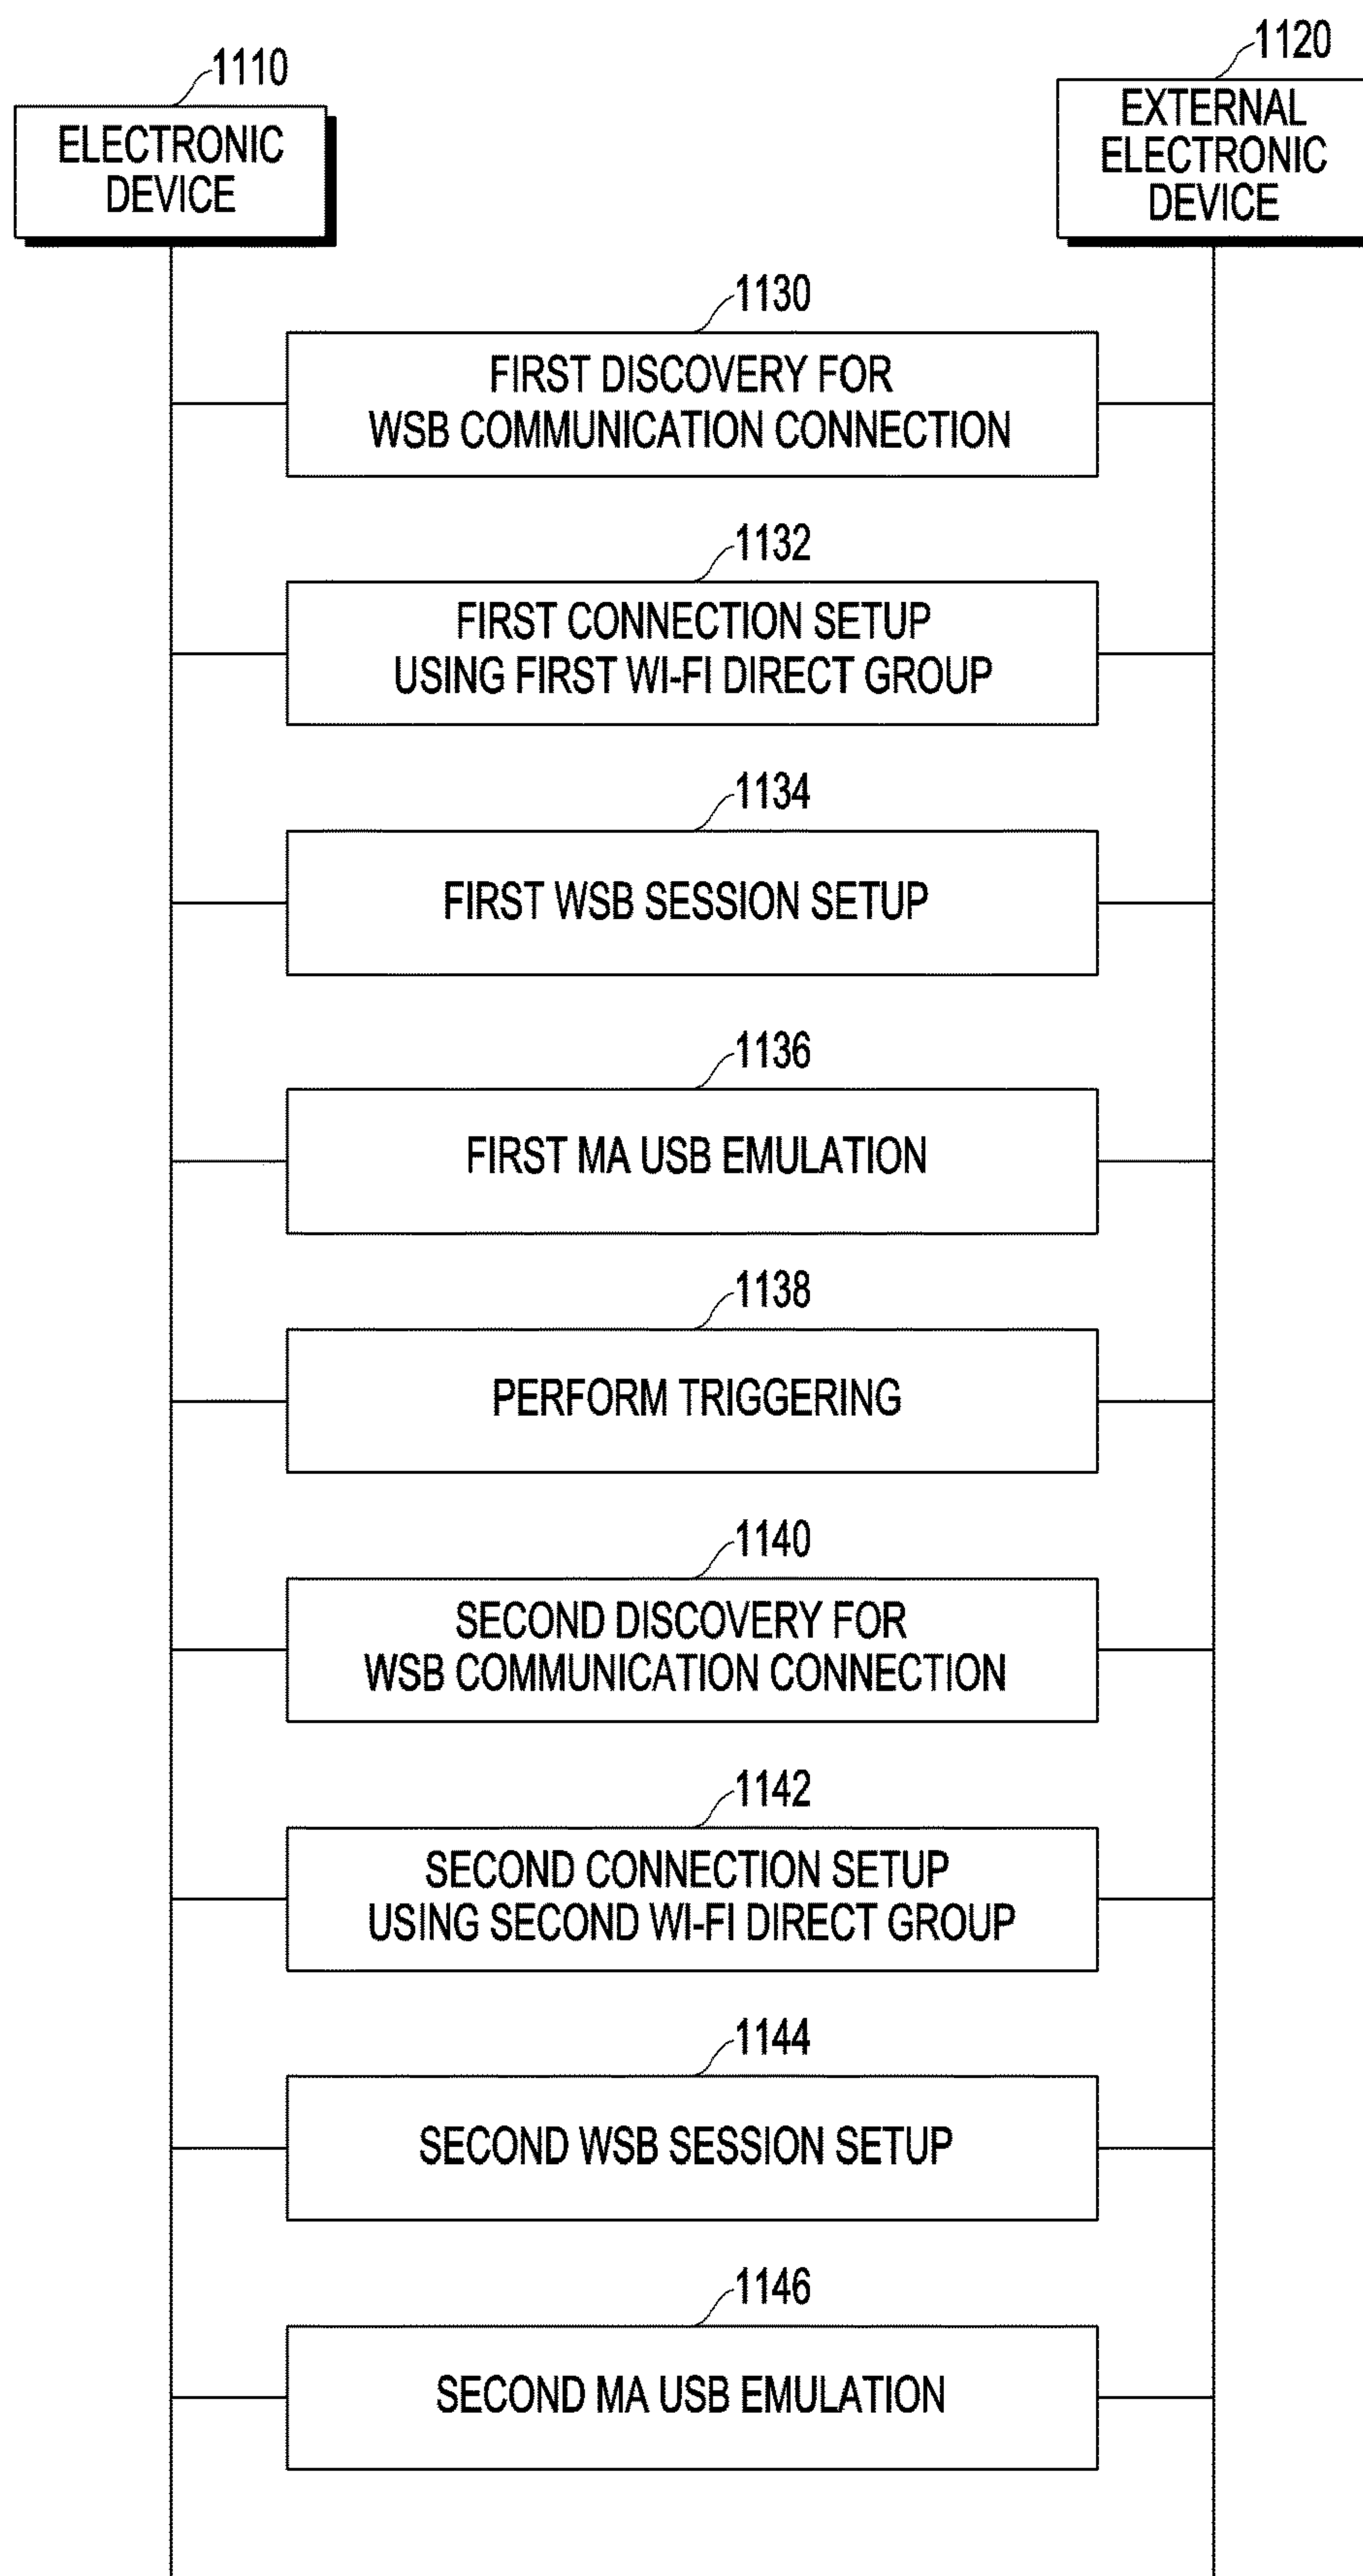 1110
ELECTRONIC
DEVICE
1120
EXTERNAL
ELECTRONIC
DEVICE
1130
FIRST DISCOVERY FOR
WSB COMMUNICATION CONNECTION
1132
FIRST CONNECTION SETUP
USING FIRST WI-FI DIRECT GROUP
1134
FIRST WSB SESSION SETUP
1136
FIRST MA USB EMULATION
1138
PERFORM TRIGGERING
1140
SECOND DISCOVERY FOR
WSB COMMUNICATION CONNECTION
1142
SECOND CONNECTION SETUP
USING SECOND WI-FI DIRECT GROUP
1144
SECOND WSB SESSION SETUP
1146
SECOND MA USB EMULATION